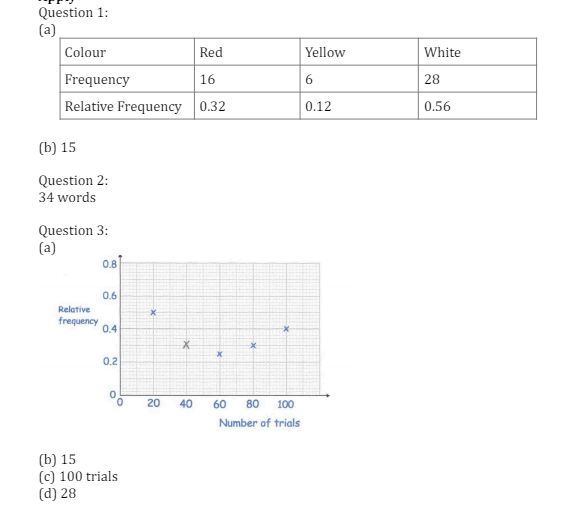 Apply
Question 1:
(a)
Colour Red Yellow White
Frequency 16 6 28
Relative Frequency 0.32 0.12 0.56
(b) 15
Question 2:
34 words
Question 3:
(a)
0.8
0.6
Relative
frequency
0.4
0.2
0
0 20 40 60 80 100
Number of trials
(b) 15
(c) 100 trials
(d) 28